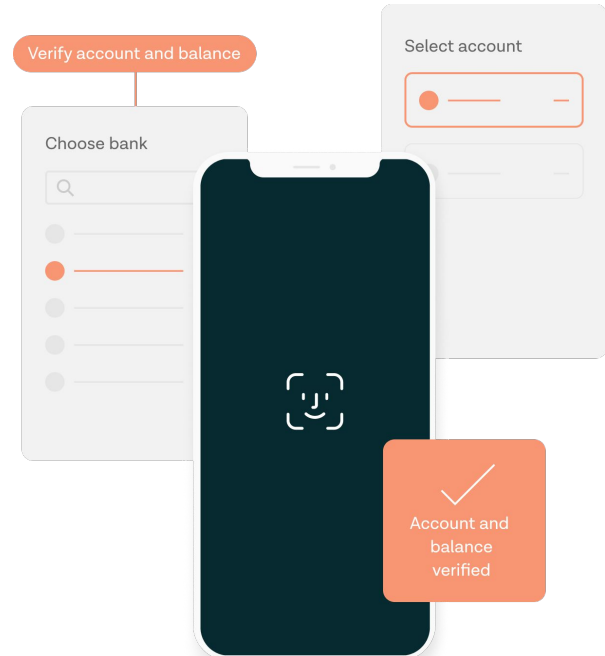 Verify account and balance
Choose bank
Select account
Account and
balance
verified